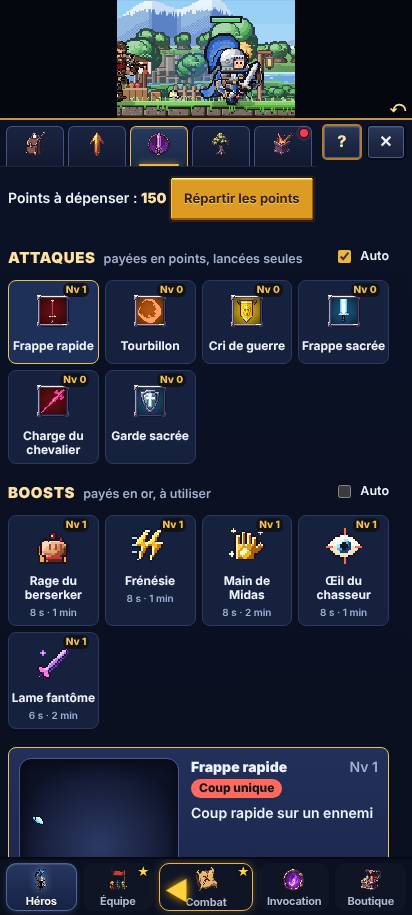 ?
×
Points à dépenser : 150
Répartir les points
ATTAQUES payées en points, lancées seules
Auto
Nv 1
Nv 0
Nv 0
Nv 0
Frappe rapide
Tourbillon
Cri de guerre
Frappe sacrée
Nv 0
Nv 0
Charge du
chevalier
Garde sacrée
BOOSTS payés en or, à utiliser
Auto
Nv 1
Nv 1
Nv 1
Nv 1
Rage du
berserker
8 s · 1 min
Frénésie
8 s · 1 min
Main de
Midas
8 s · 2 min
Œil du
chasseur
8 s · 1 min
Nv 1
Lame fantôme
6 s · 2 min
Frappe rapide
Nv 1
Coup unique
Coup rapide sur un ennemi
Héros
Équipe
Combat
Invocation
Boutique